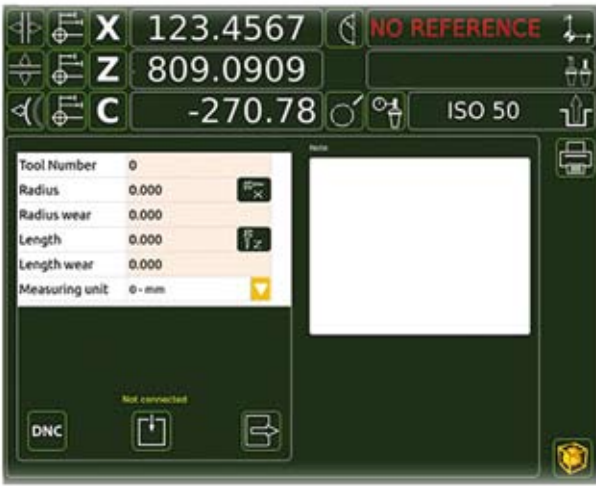 X 123.4567 NO REFERENCE
Z 809.0909
C -270.78 ISO 50
Note
Tool Number 0
Radius 0.000 X
Radius wear 0.000
Length 0.000 Z
Length wear 0.000
Measuring unit 0 - mm
Not connected
DNC